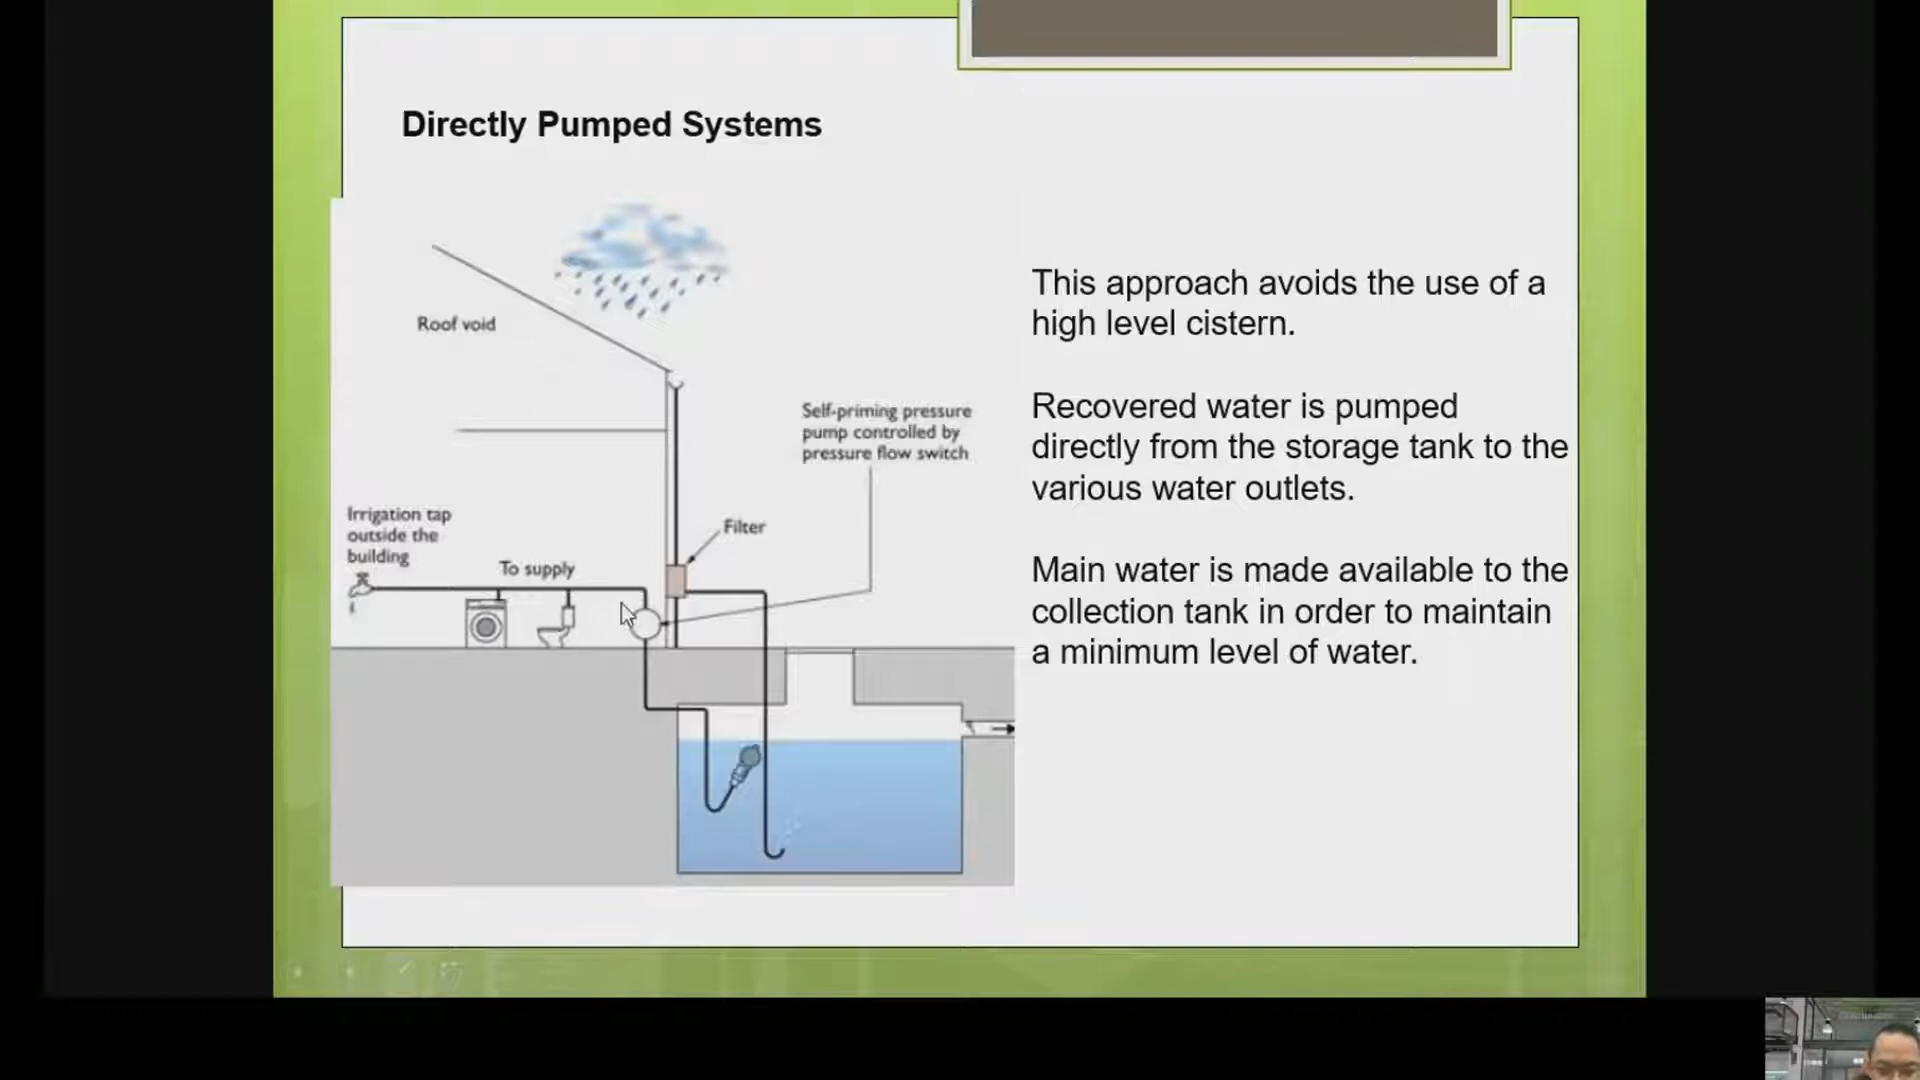 Directly Pumped Systems
Roof void
Self-priming pressure
pump controlled by
pressure flow switch
Filter
Irrigation tap
outside the
building
To supply
This approach avoids the use of a
high level cistern.
Recovered water is pumped
directly from the storage tank to the
various water outlets.
Main water is made available to the
collection tank in order to maintain
a minimum level of water.